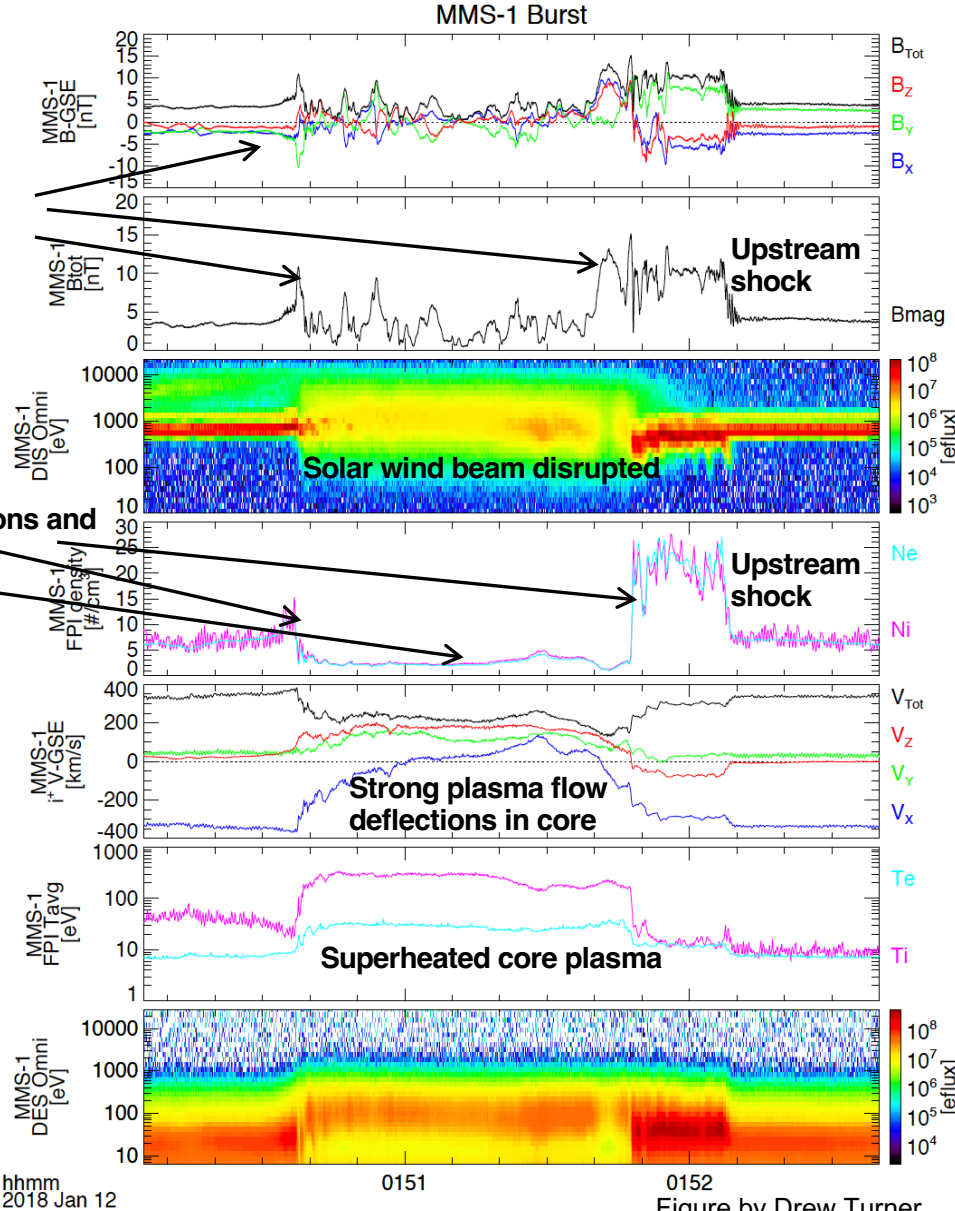 MMS-1 Burst
MMS-1
B-GSE
[nT]
20
15
10
5
0
-5
-10
-15
B_Tot
B_Z
B_Y
B_X
MMS-1
Btot
[nT]
20
15
10
5
0
Upstream
shock
Bmag
MMS-1
DIS Omni
[eV]
10000
1000
100
10
Solar wind beam disrupted
10^8
10^7
10^6
10^5
10^4
10^3
[eflux]
ons and
MMS-1
FPI density
[#/cm^3]
30
25
20
15
10
5
0
Upstream
shock
Ne
Ni
MMS-1
i^+ V-GSE
[km/s]
400
200
0
-200
-400
Strong plasma flow
deflections in core
V_Tot
V_Z
V_Y
V_X
MMS-1
FPI Tavg
[eV]
1000
100
10
1
Superheated core plasma
Te
Ti
MMS-1
DES Omni
[eV]
10000
1000
100
10
10^8
10^7
10^6
10^5
10^4
[eflux]
hhmm
2018 Jan 12
0151
0152
Figure by Drew Turner